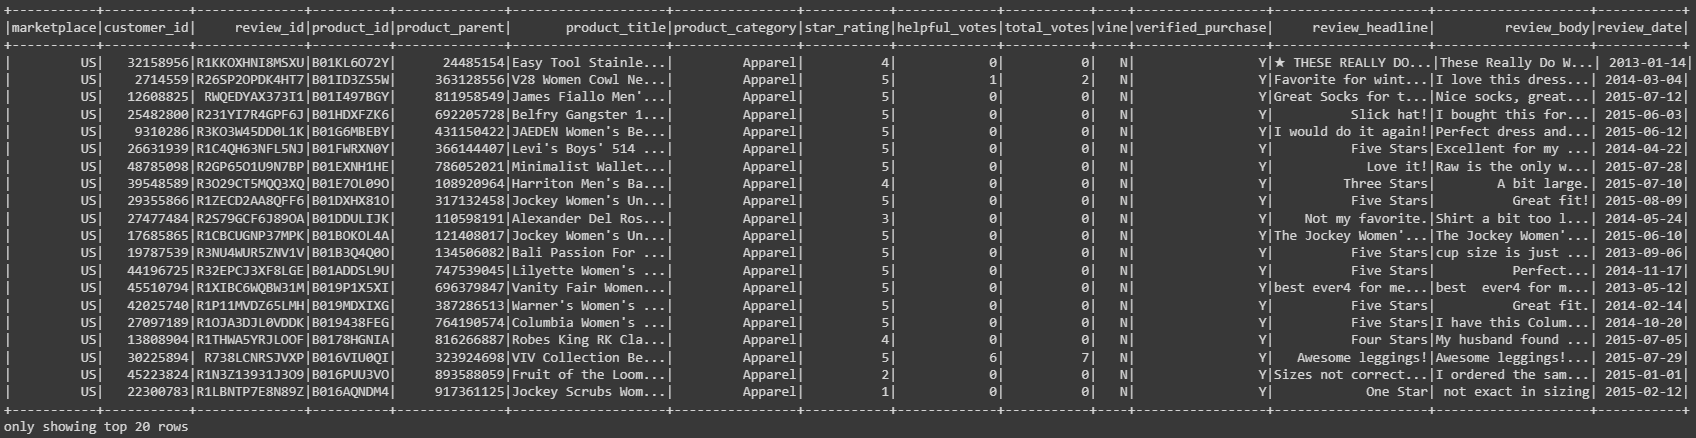 +-----------+-----------+--------------+----------+--------------+--------------------+----------------+-----------+-------------+-----------+----+-----------------+--------------------+--------------------+-----------+
|marketplace|customer_id|     review_id|product_id|product_parent|       product_title|product_category|star_rating|helpful_votes|total_votes|vine|verified_purchase|     review_headline|         review_body|review_date|
+-----------+-----------+--------------+----------+--------------+--------------------+----------------+-----------+-------------+-----------+----+-----------------+--------------------+--------------------+-----------+
|         US|   32158956|R1KKOXHNI8MSXU|B01KL6O72Y|      24485154|Easy Tool Stainle...|         Apparel|          4|            0|          0|   N|                Y|★ THESE REALLY DO...|These Really Do W...| 2013-01-14|
|         US|    2714559|R26SP2OPDK4HT7|B01ID3ZS5W|     363128556|V28 Women Cowl Ne...|         Apparel|          5|            1|          2|   N|                Y|Favorite for wint...|I love this dress...| 2014-03-04|
|         US|   12608825| RWQEDYAX373I1|B01I497BGY|     811958549|James Fiallo Men'...|         Apparel|          5|            0|          0|   N|                Y|Great Socks for t...|Nice socks, great...| 2015-07-12|
|         US|   25482800|R231YI7R4GPF6J|B01HDXFZK6|     692205728|Belfry Gangster 1...|         Apparel|          5|            0|          0|   N|                Y|          Slick hat!|I bought this for...| 2015-06-03|
|         US|    9310286|R3KO3W45DD0L1K|B01G6MBEBY|     431150422|JAEDEN Women's Be...|         Apparel|          5|            0|          0|   N|                Y|I would do it again!|Perfect dress and...| 2015-06-12|
|         US|   26631939|R1C4QH63NFL5NJ|B01FWRXN0Y|     366144407|Levi's Boys' 514 ...|         Apparel|          5|            0|          0|   N|                Y|          Five Stars|Excellent for my ...| 2014-04-22|
|         US|   48785098|R2GP65O1U9N7BP|B01EXNH1HE|     786052021|Minimalist Wallet...|         Apparel|          5|            0|          0|   N|                Y|            Love it!|Raw is the only w...| 2015-07-28|
|         US|   39548589|R3O29CT5MQQ3XQ|B01E7OL09O|     108920964|Harriton Men's Ba...|         Apparel|          4|            0|          0|   N|                Y|         Three Stars|        A bit large.| 2015-07-10|
|         US|   29355866|R1ZECD2AA8QFF6|B01DXHX81O|     317132458|Jockey Women's Un...|         Apparel|          5|            0|          0|   N|                Y|          Five Stars|          Great fit!| 2015-08-09|
|         US|   27477484|R2S79GCF6J89OA|B01DDULIJK|     110598191|Alexander Del Ros...|         Apparel|          3|            0|          0|   N|                Y|    Not my favorite.|Shirt a bit too l...| 2014-05-24|
|         US|   17685865|R1CBCUGNP37MPK|B01BOKOL4A|     121408017|Jockey Women's Un...|         Apparel|          5|            0|          0|   N|                Y|The Jockey Women'...|The Jockey Women'...| 2015-06-10|
|         US|   19787539|R3NU4WUR5ZNV1V|B01B3Q4Q0O|     134506082|Bali Passion For ...|         Apparel|          5|            0|          0|   N|                Y|          Five Stars|cup size is just ...| 2013-09-06|
|         US|   44196725|R32EPCJ3XF8LGE|B01ADDSL9U|     747539045|Lilyette Women's ...|         Apparel|          5|            0|          0|   N|                Y|          Five Stars|          Perfect...| 2014-11-17|
|         US|   45510794|R1XIBC6WQBW31M|B019P1X5XI|     696379847|Vanity Fair Women...|         Apparel|          5|            0|          0|   N|                Y|best ever4 for me...|best  ever4 for m...| 2013-05-12|
|         US|   42025740|R1P11MVDZ65LMH|B019MDXIXG|     387286513|Warner's Women's ...|         Apparel|          5|            0|          0|   N|                Y|          Five Stars|          Great fit.| 2014-02-14|
|         US|   27097189|R1OJA3DJL0VDDK|B019438FEG|     764190574|Columbia Women's ...|         Apparel|          5|            0|          0|   N|                Y|          Five Stars|I have this Colum...| 2014-10-20|
|         US|   13808904|R1THWA5YRJLOOF|B0178HGNIA|     816266887|Robes King RK Cla...|         Apparel|          4|            0|          0|   N|                Y|          Four Stars|My husband found ...| 2015-07-05|
|         US|   30225894| R738LCNRSJVXP|B016VIU0QI|     323924698|VIV Collection Be...|         Apparel|          5|            6|          7|   N|                Y|   Awesome leggings!|Awesome leggings!...| 2015-07-29|
|         US|   45223824|R1N3Z13931J3O9|B016PUU3VO|     893588059|Fruit of the Loom...|         Apparel|          2|            0|          0|   N|                Y|Sizes not correct...|I ordered the sam...| 2015-01-01|
|         US|   22300783|R1LBNTP7E8N89Z|B016AQNDM4|     917361125|Jockey Scrubs Wom...|         Apparel|          1|            0|          0|   N|                Y|            One Star| not exact in sizing| 2015-02-12|
+-----------+-----------+--------------+----------+--------------+--------------------+----------------+-----------+-------------+-----------+----+-----------------+--------------------+--------------------+-----------+
only showing top 20 rows